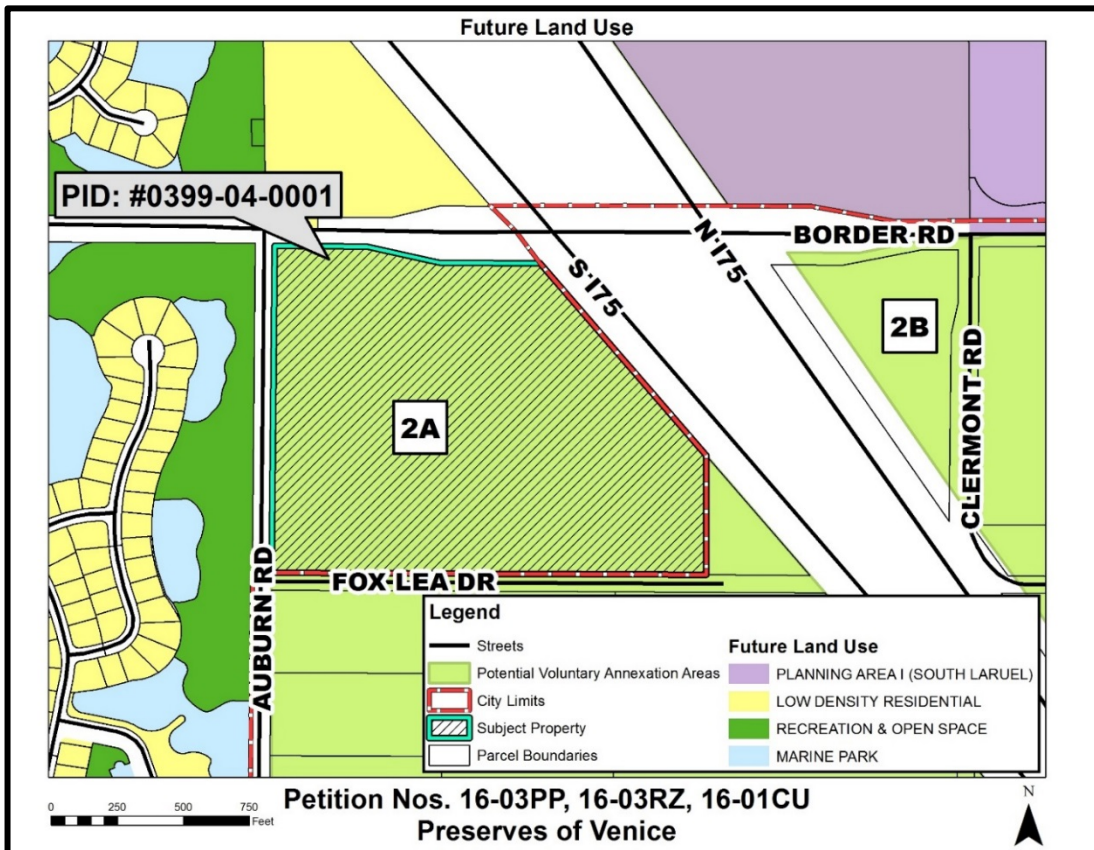 Future Land Use
PID: #0399-04-0001
BORDER RD
N I75
S I75
2B
CLERMONT RD
2A
AUBURN RD
FOX LEA DR
Legend
Streets
Potential Voluntary Annexation Areas
City Limits
Subject Property
Parcel Boundaries
Future Land Use
PLANNING AREA I (SOUTH LARUEL)
LOW DENSITY RESIDENTIAL
RECREATION & OPEN SPACE
MARINE PARK
0 250 500 750
Feet
Petition Nos. 16-03PP, 16-03RZ, 16-01CU
Preserves of Venice
N